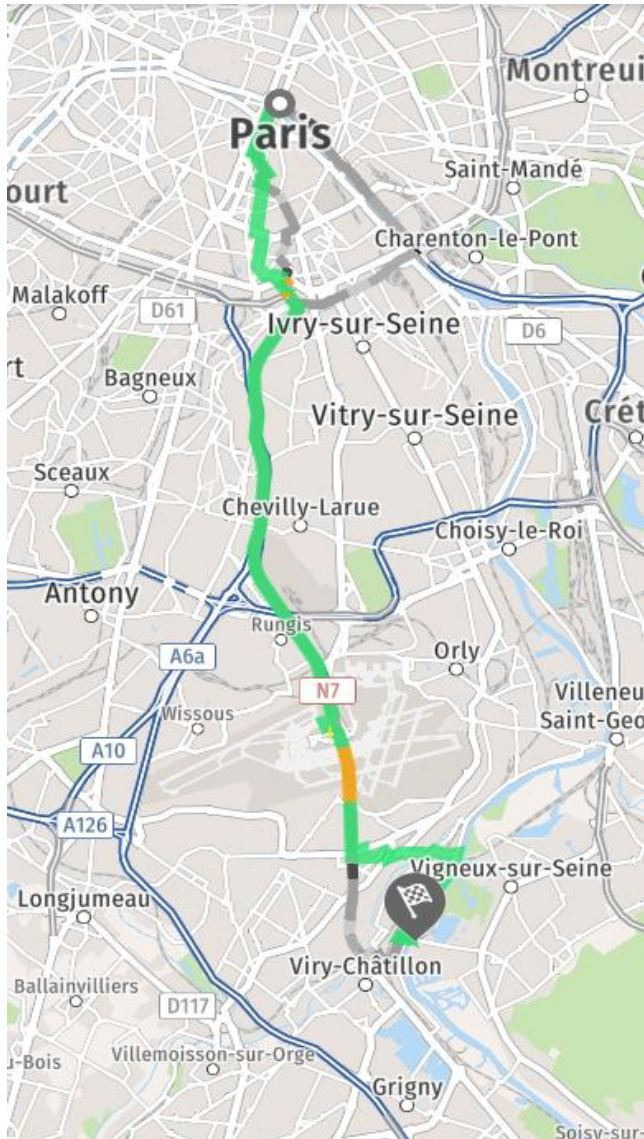 Montreui
Paris
Saint-Mandé
ourt
Charenton-le-Pont
Malakoff
D61
Ivry-sur-Seine
D6
rt
Bagneux
Vitry-sur-Seine
Crét
Sceaux
Chevilly-Larue
Choisy-le-Roi
Antony
Rungis
A6a
Orly
N7
Villeneu
Saint-Geo
Wissous
A10
A126
Vigneux-sur-Seine
Longjumeau
Viry-Châtillon
Ballainvilliers
D117
Villemoisson-sur-Orge
u-Bois
Grigny
Soisy-sur-